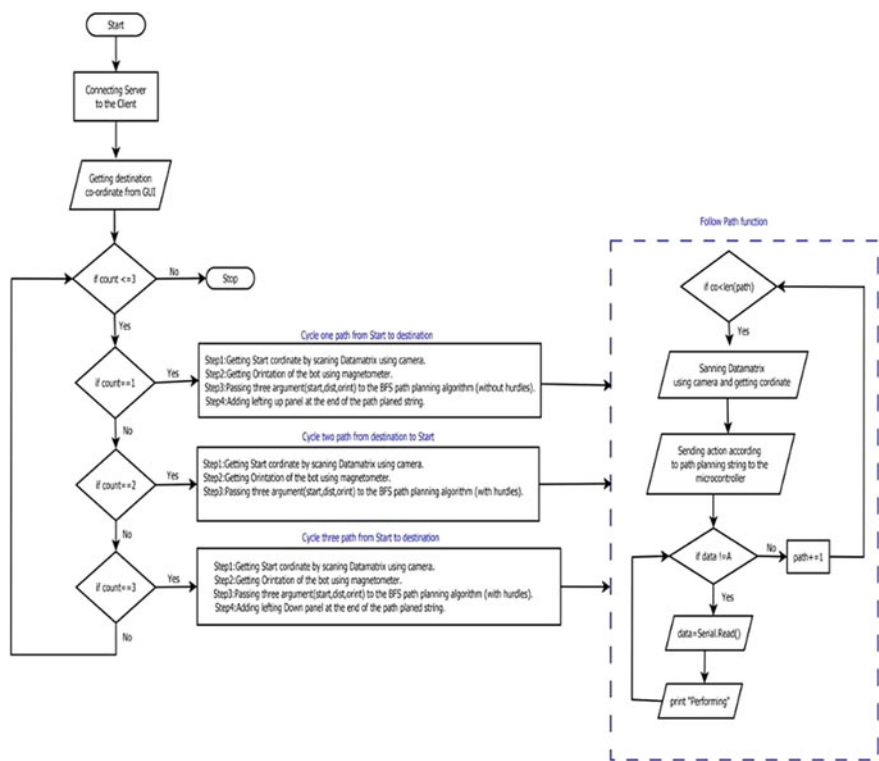 Start
Connecting Server
to the Client
Getting destination
co-ordinate from GUI
if count <=3
No
Stop
Yes
if count==1
Yes
Cycle one path from Start to destination
Step1:Getting Start cordinate by scaning Datamatrix using camera.
Step2:Getting Orintation of the bot using magnetometer.
Step3:Passing three argument(start,dist,orint) to the BFS path planning algorithm (without hurdles).
Step4:Adding lefting up panel at the end of the path planed string.
No
if count==2
Yes
Cycle two path from destination to Start
Step1:Getting Start cordinate by scaning Datamatrix using camera.
Step2:Getting Orintation of the bot using magnetometer.
Step3:Passing three argument(start,dist,orint) to the BFS path planning algorithm (with hurdles).
No
if count==3
Yes
Cycle three path from Start to destination
Step1:Getting Start cordinate by scaning Datamatrix using camera.
Step2:Getting Orintation of the bot using magnetometer.
Step3:Passing three argument(start,dist,orint) to the BFS path planning algorithm (with hurdles).
Step4:Adding lefting Down panel at the end of the path planed string.
No
Follow Path function
if co<len(path)
Yes
Sanning Datamatrix
using camera and getting cordinate
Sending action according
to path planning string to the
microcontroller
if data !=A
No
path+=1
Yes
data=Serial.Read()
print "Performing"